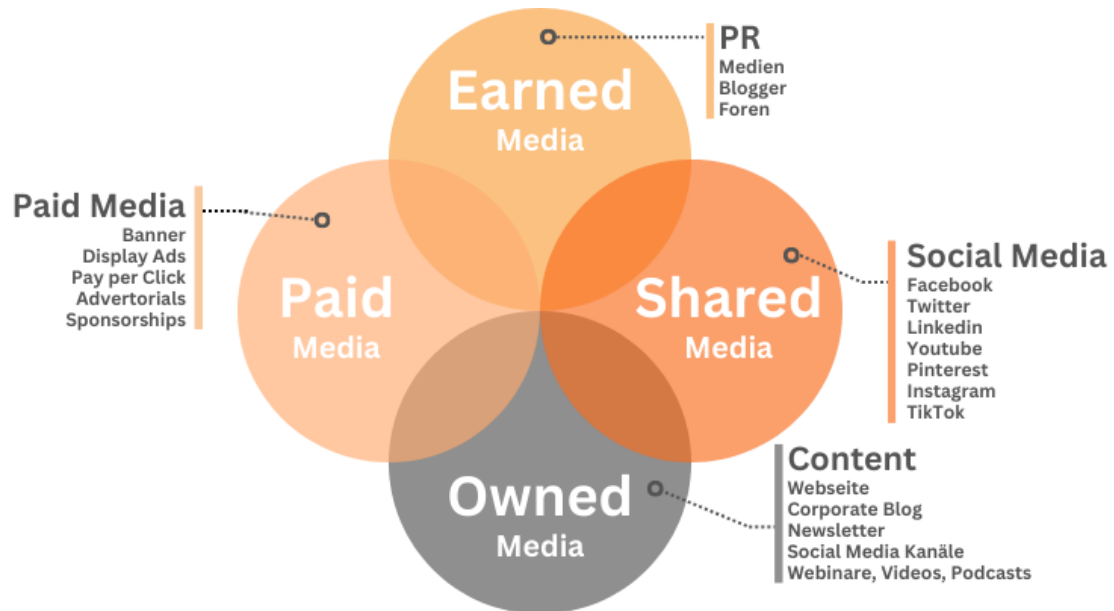 Earned
Media
PR
Medien
Blogger
Foren
Paid Media
Banner
Display Ads
Pay per Click
Advertorials
Sponsorships
Paid
Media
Shared
Media
Social Media
Facebook
Twitter
Linkedin
Youtube
Pinterest
Instagram
TikTok
Owned
Media
Content
Webseite
Corporate Blog
Newsletter
Social Media Kanäle
Webinare, Videos, Podcasts